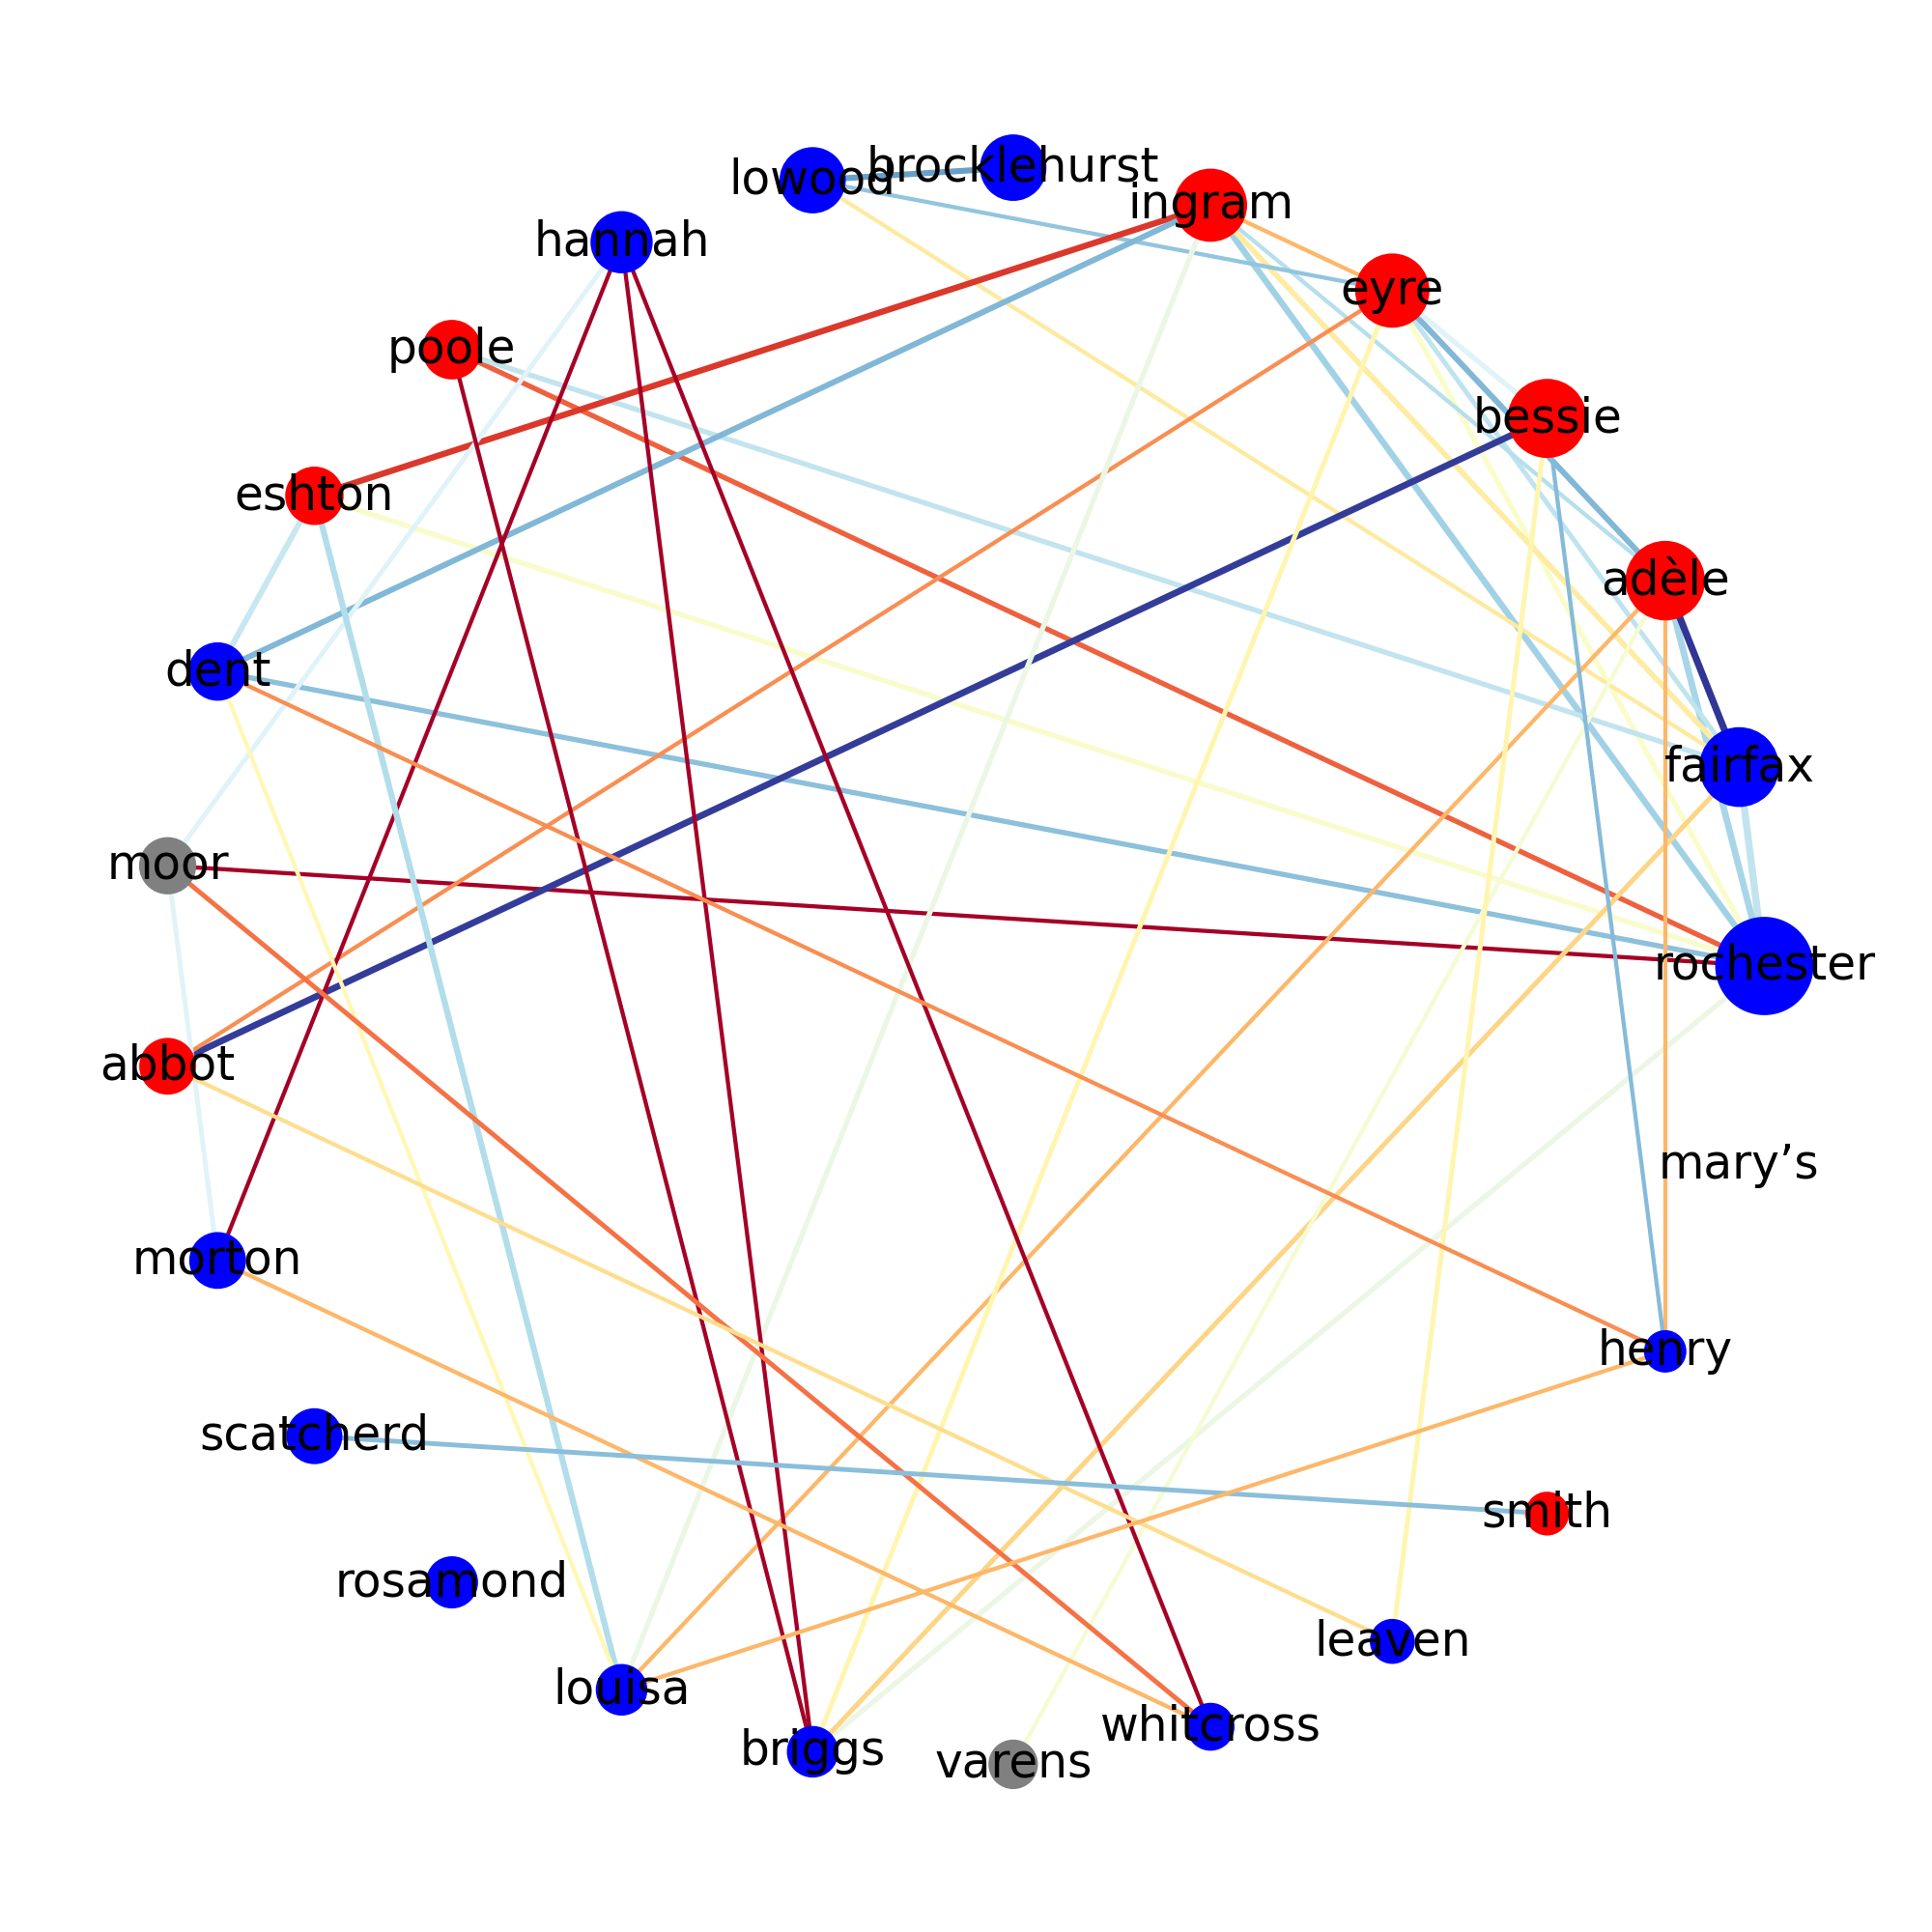 brocklehurst
lowood
ingram
hannah
eyre
poole
bessie
eshton
adèle
dent
fairfax
moor
rochester
abbot
mary’s
morton
henry
scatcherd
smith
rosamond
leaven
louisa
whitcross
briggs
varens